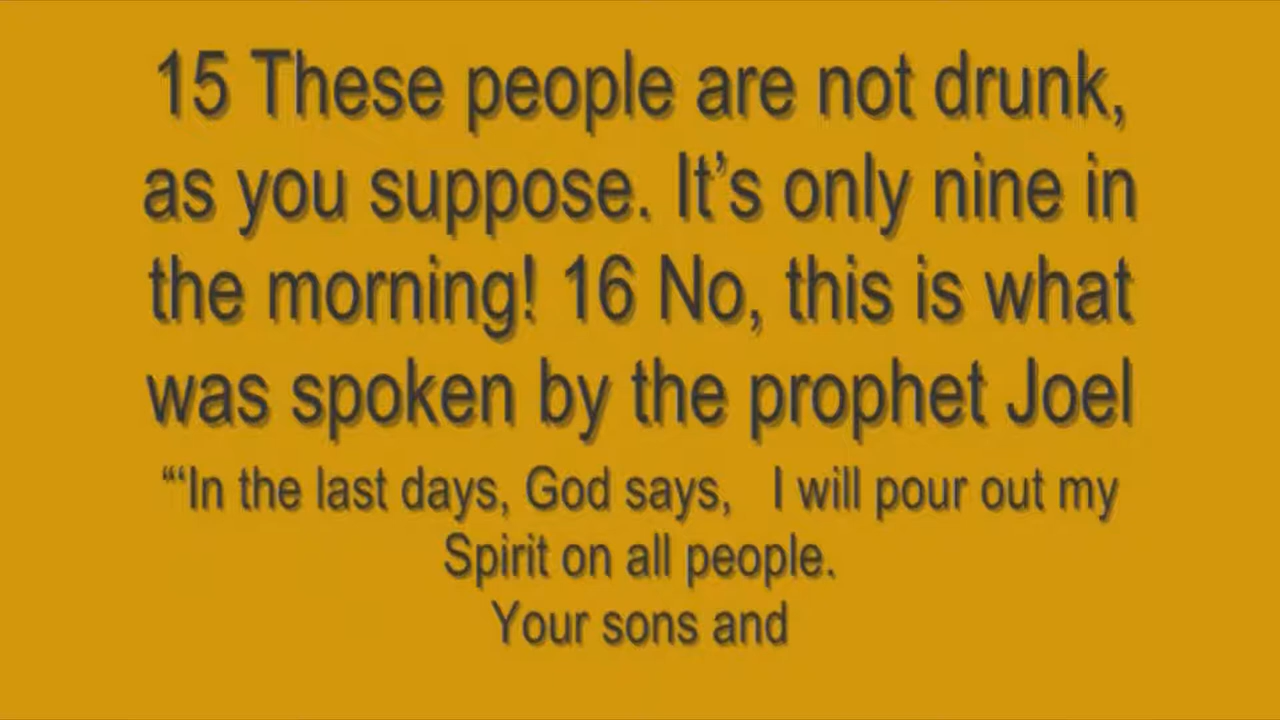 15 These people are not drunk,
as you suppose. It’s only nine in
the morning! 16 No, this is what
was spoken by the prophet Joel
“‘In the last days, God says,   I will pour out my
Spirit on all people.
Your sons and